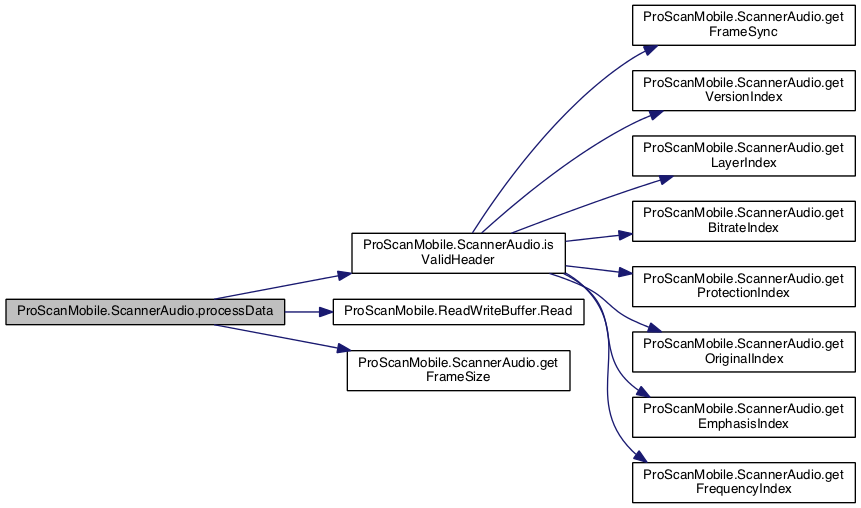 ProScanMobile.ScannerAudio.processData
ProScanMobile.ScannerAudio.is
ValidHeader
ProScanMobile.ReadWriteBuffer.Read
ProScanMobile.ScannerAudio.get
FrameSize
ProScanMobile.ScannerAudio.get
FrameSync
ProScanMobile.ScannerAudio.get
VersionIndex
ProScanMobile.ScannerAudio.get
LayerIndex
ProScanMobile.ScannerAudio.get
BitrateIndex
ProScanMobile.ScannerAudio.get
ProtectionIndex
ProScanMobile.ScannerAudio.get
OriginalIndex
ProScanMobile.ScannerAudio.get
EmphasisIndex
ProScanMobile.ScannerAudio.get
FrequencyIndex